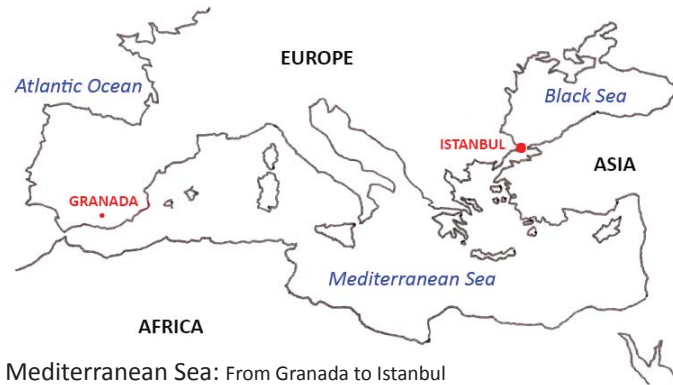 EUROPE
Atlantic Ocean
Black Sea
ISTANBUL
ASIA
GRANADA
Mediterranean Sea
AFRICA
Mediterranean Sea: From Granada to Istanbul